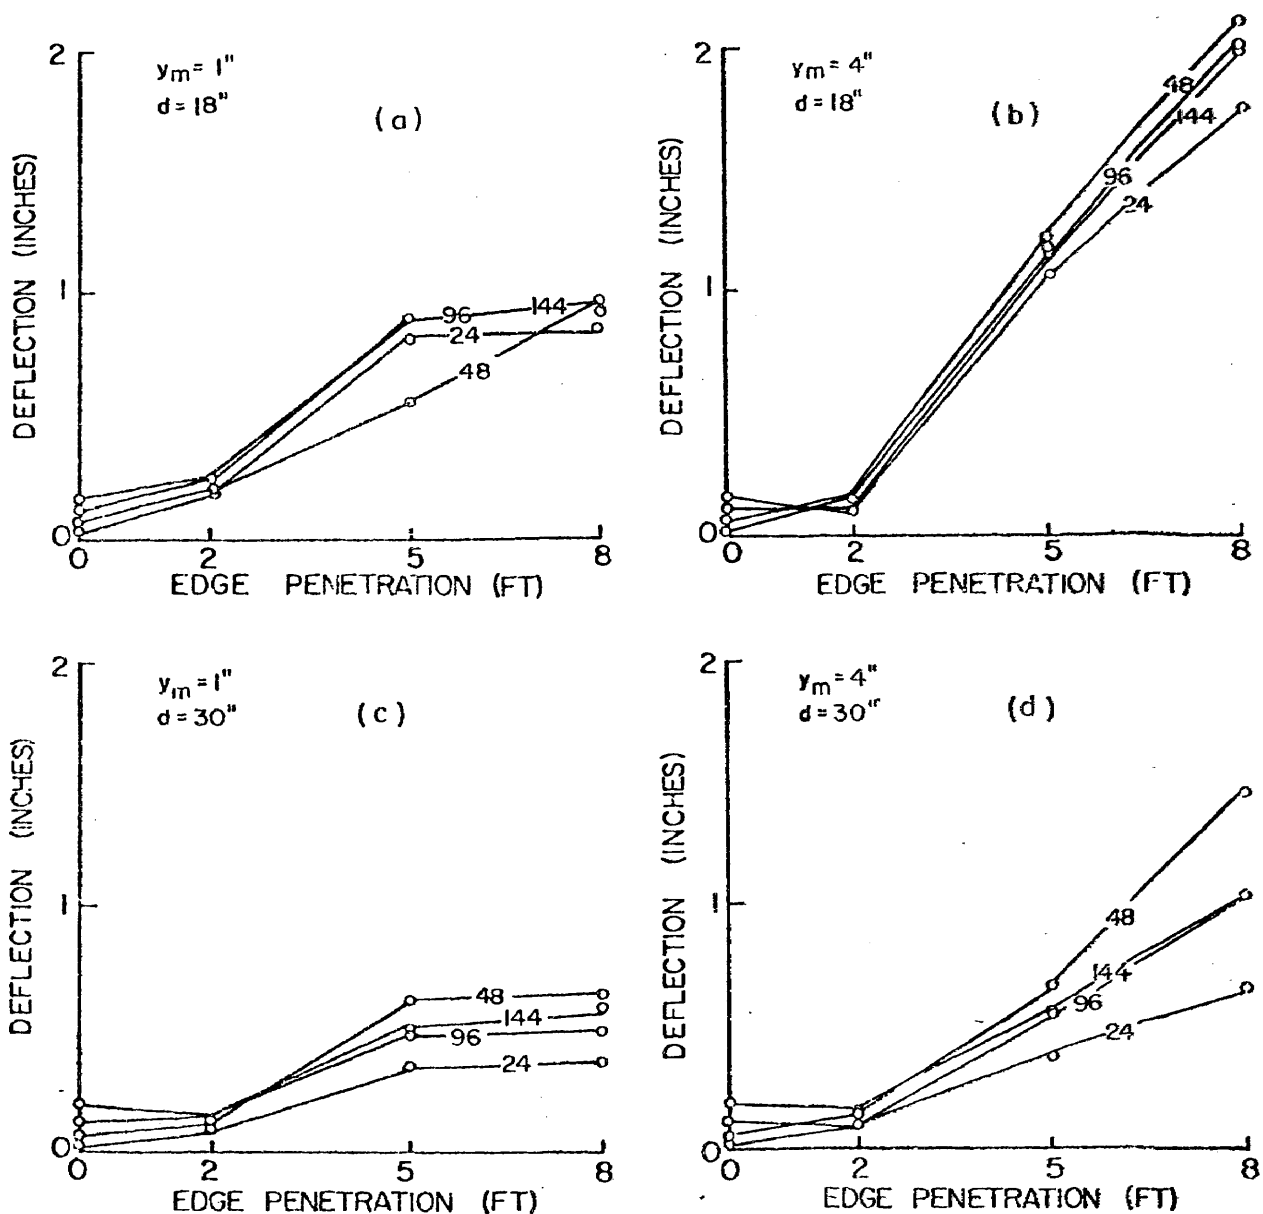 2
ym = 1"
d = 18"
(a)
DEFLECTION (INCHES)
1
96
144
24
48
0
0 2 5 8
EDGE PENETRATION (FT)
2
ym = 4"
d = 18"
(b)
DEFLECTION (INCHES)
48
144
96
24
1
0
0 2 5 8
EDGE PENETRATION (FT)
2
ym = 1"
d = 30"
(c)
DEFLECTION (INCHES)
1
48
144
96
24
0
0 2 5 8
EDGE PENETRATION (FT)
2
ym = 4"
d = 30"
(d)
DEFLECTION (INCHES)
1
48
144
96
24
0
0 2 5 8
EDGE PENETRATION (FT)